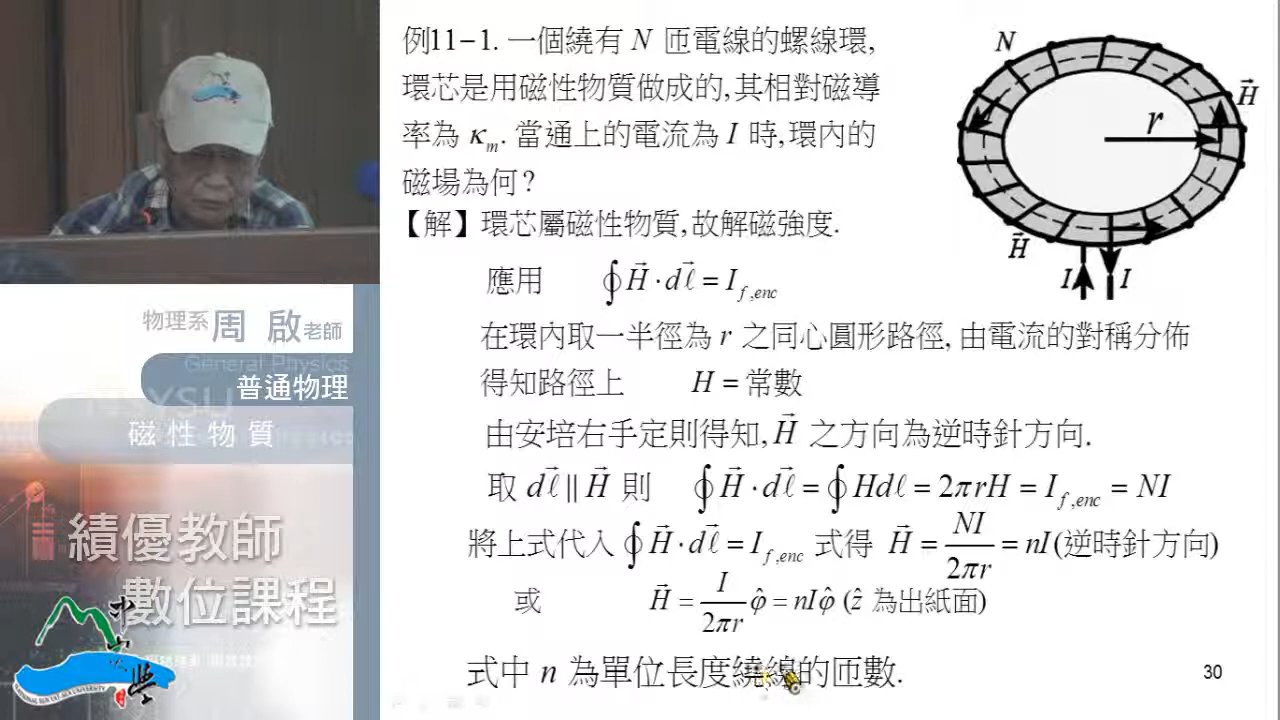 例11-1. 一個繞有 N 匝電線的螺線環,
環芯是用磁性物質做成的,其相對磁導
率為 κm. 當通上的電流為 I 時,環內的
磁場為何?
【解】環芯屬磁性物質,故解磁強度.
應用 ∮H⃗·dℓ⃗ = I_f,enc
在環內取一半徑為 r 之同心圓形路徑, 由電流的對稱分佈
得知路徑上 H = 常數
由安培右手定則得知, H⃗ 之方向為逆時針方向.
取 dℓ⃗ ∥ H⃗ 則 ∮H⃗·dℓ⃗ = ∮Hdℓ = 2πrH = I_f,enc = NI
將上式代入 ∮H⃗·dℓ⃗ = I_f,enc 式得 H⃗ = NI/2πr = nI(逆時針方向)
或 H⃗ = I/2πr φ̂ = nIφ̂ (ẑ 為出紙面)
式中 n 為單位長度繞線的匝數.
30
N
H⃗
r
H⃗
I I
物理系 周 啟 老師
General Physics
普通物理
磁性物質
績優教師
數位課程